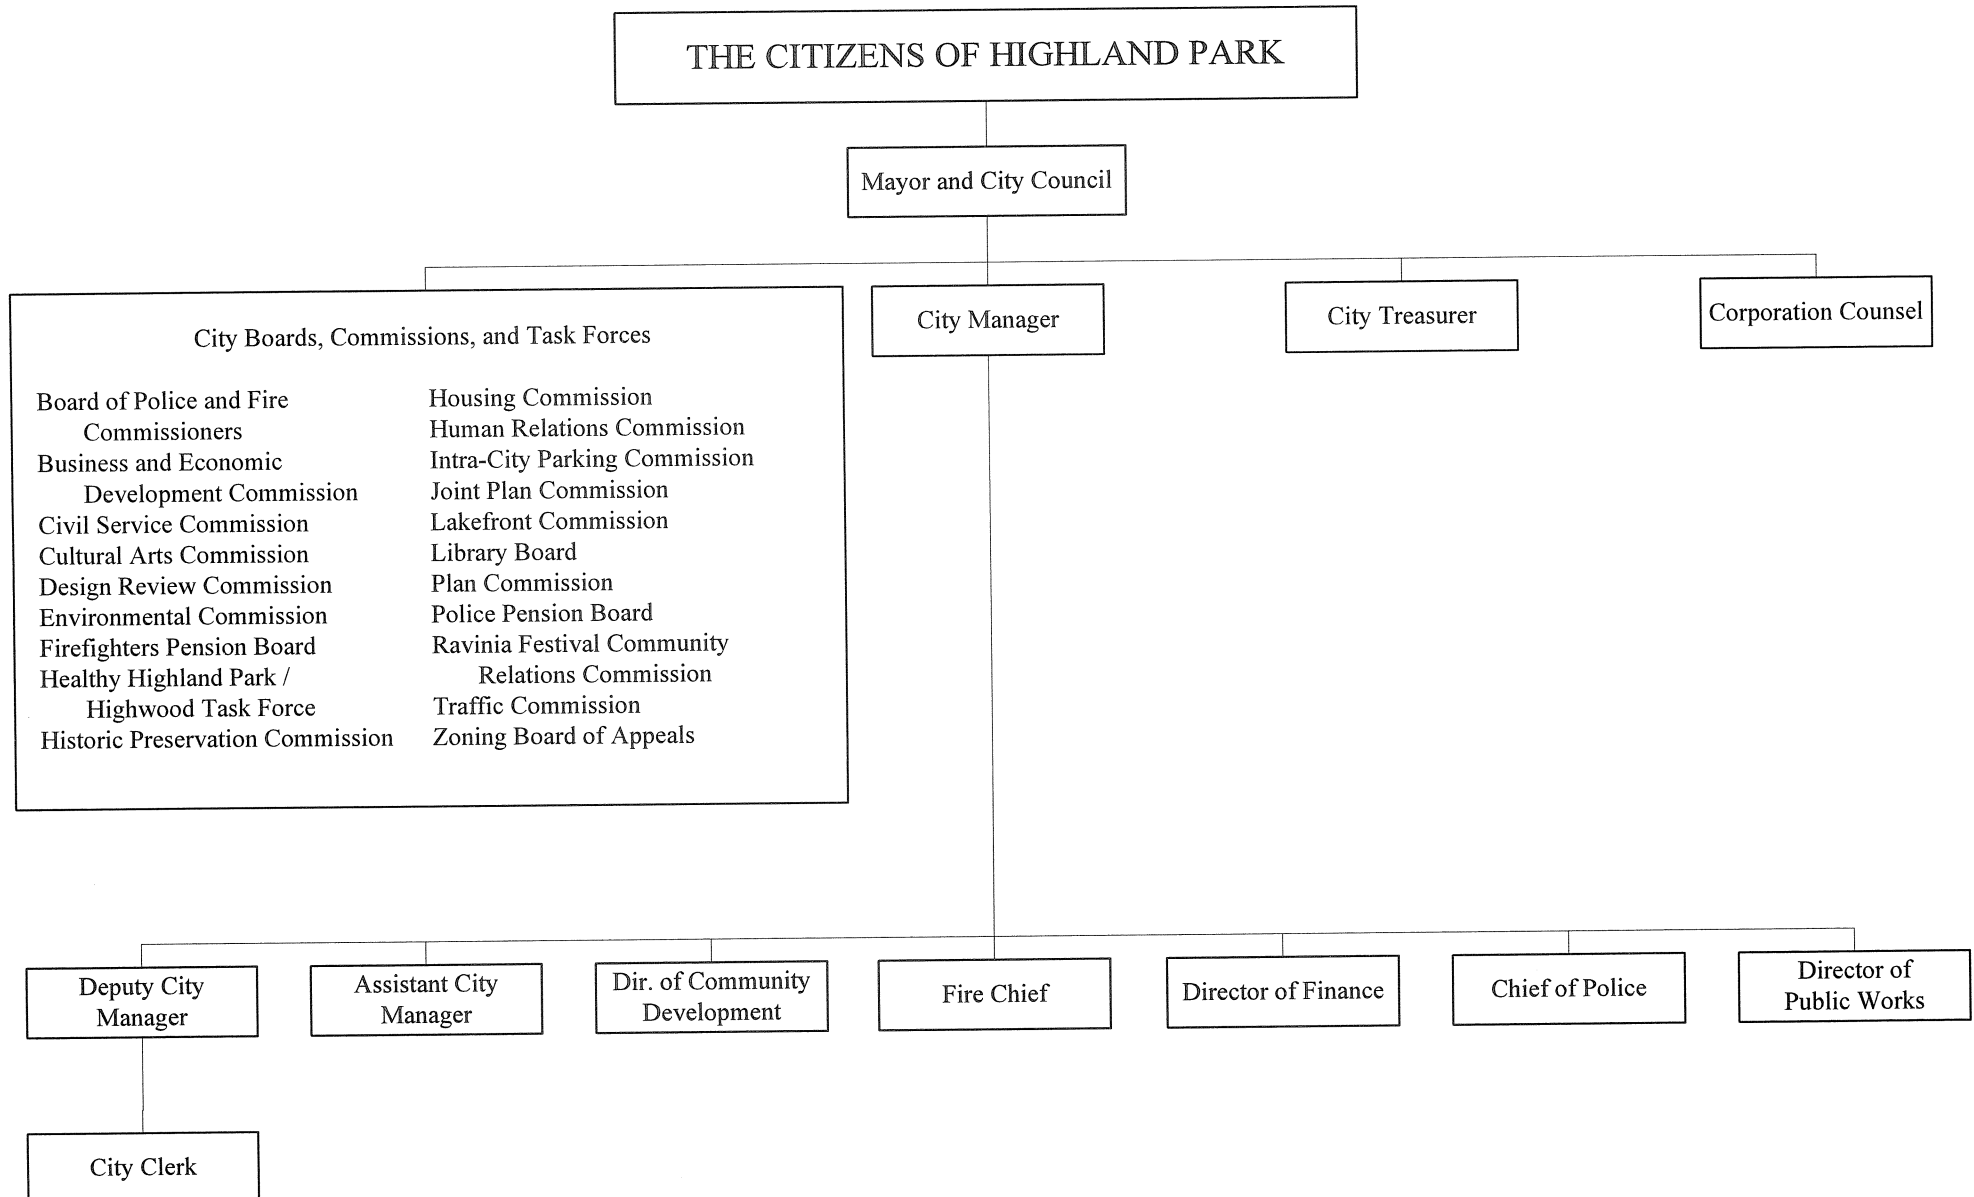 THE CITIZENS OF HIGHLAND PARK
Mayor and City Council
City Boards, Commissions, and Task Forces
Board of Police and Fire
Commissioners
Business and Economic
Development Commission
Civil Service Commission
Cultural Arts Commission
Design Review Commission
Environmental Commission
Firefighters Pension Board
Healthy Highland Park /
Highwood Task Force
Historic Preservation Commission
Housing Commission
Human Relations Commission
Intra-City Parking Commission
Joint Plan Commission
Lakefront Commission
Library Board
Plan Commission
Police Pension Board
Ravinia Festival Community
Relations Commission
Traffic Commission
Zoning Board of Appeals
City Manager
City Treasurer
Corporation Counsel
Deputy City
Manager
Assistant City
Manager
Dir. of Community
Development
Fire Chief
Director of Finance
Chief of Police
Director of
Public Works
City Clerk